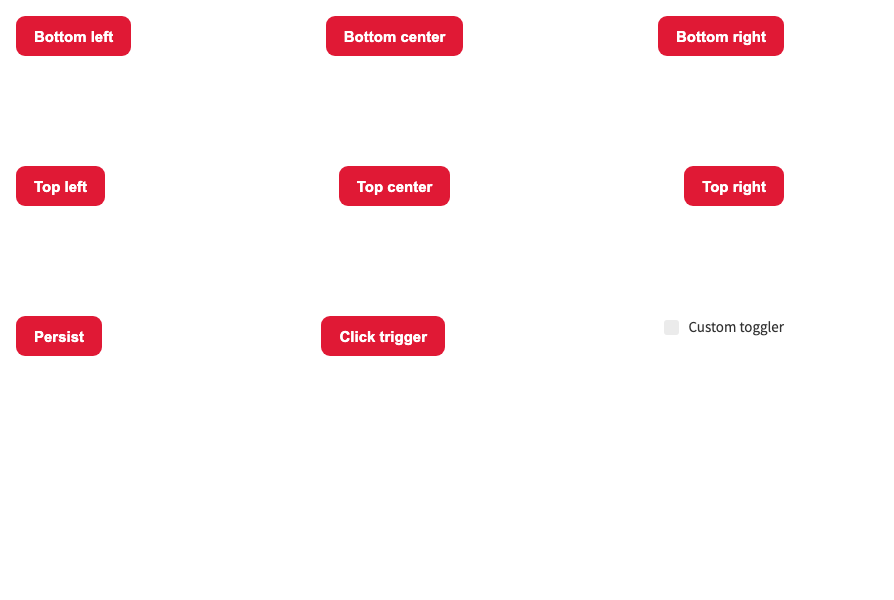 Bottom left
Bottom center
Bottom right
Top left
Top center
Top right
Persist
Click trigger
Custom toggler